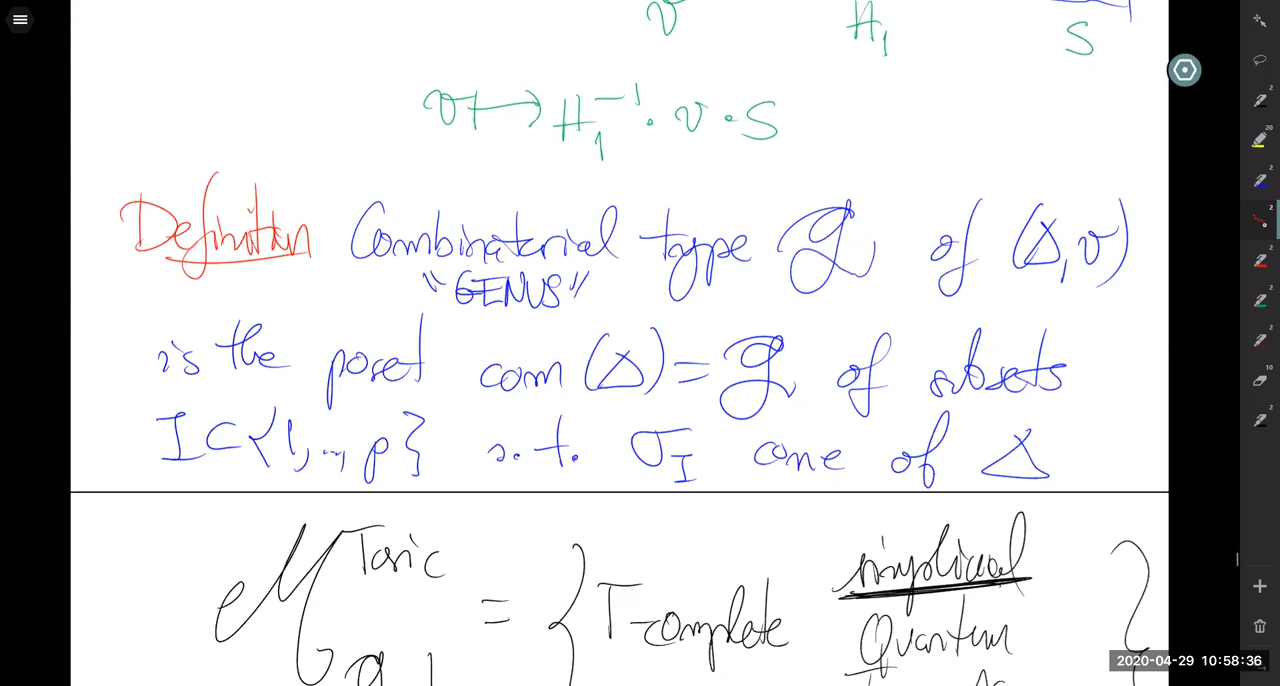 v H₁ S
v ↦ H₁⁻¹ · v · S
Definition Combinatorial type 𝒢 of (Δ, v)
"GENUS"
is the poset com (Δ) = 𝒢 of subsets
I ⊂ {1, ..., p} s.t. σ_I cone of Δ
ℳ Toric = { T-complete simplicial }
Quantum
2020-04-29 10:58:36